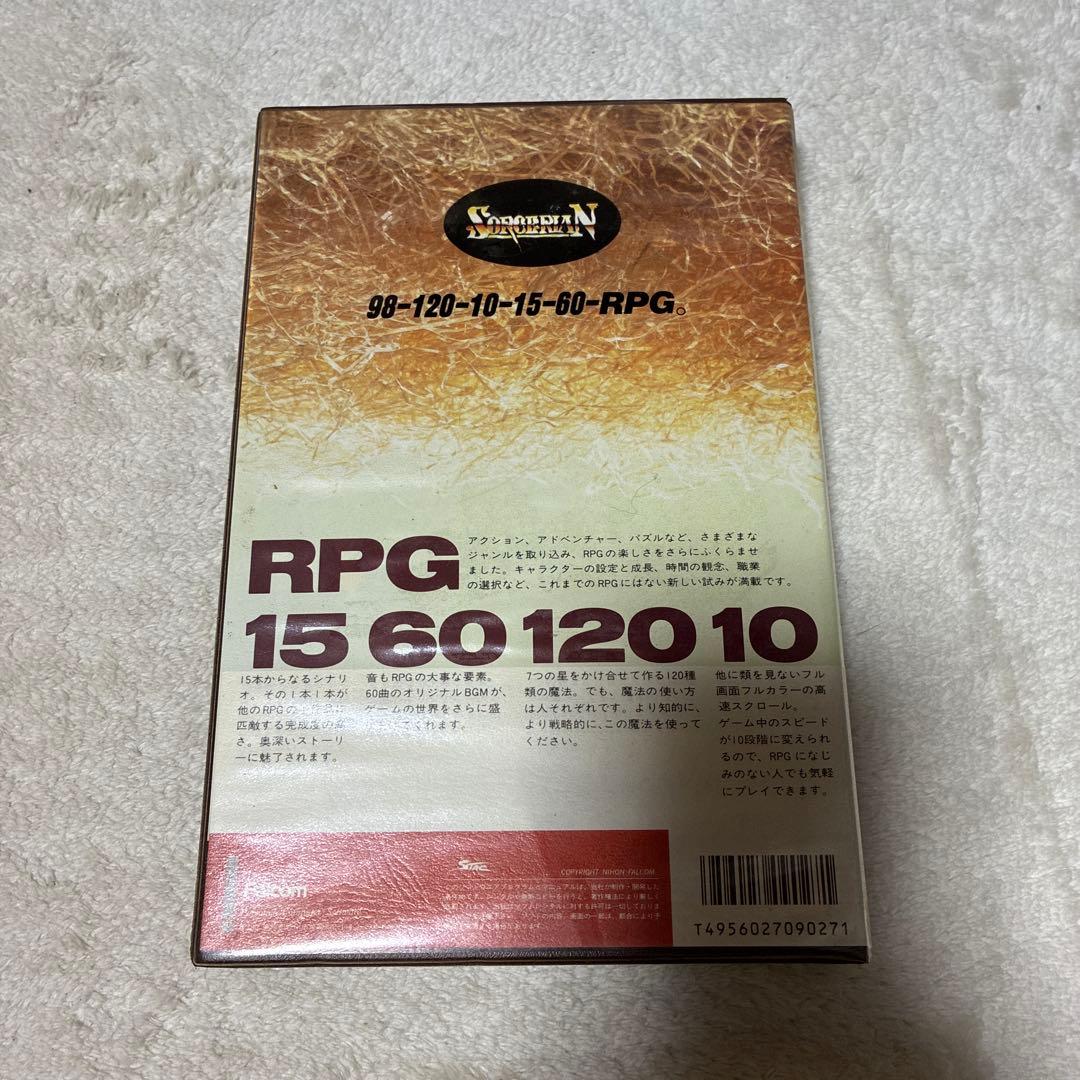 SORCERIAN
98-120-10-15-60-RPG。
RPG
アクション、アドベンチャー、パズルなど、さまざまな
ジャンルを取り込み、RPGの楽しさをさらにふくらませ
ました。キャラクターの設定と成長、時間の観念、職業
の選択など、これまでのRPGにはない新しい試みが満載です。
15 60 120 10
15本からなるシナリ
オ。その1本1本が
他のRPGの
匹敵する完成度の高
さ。奥深いストーリ
ーに魅了されます。
音もRPGの大事な要素。
60曲のオリジナルBGMが、
ゲームの世界をさらに盛
くれます。
7つの星をかけ合せて作る120種
類の魔法。でも、魔法の使い方
は人それぞれです。より知的に、
より戦略的に、この魔法を使って
ください。
他に類を見ないフル
画面フルカラーの高
速スクロール。
ゲーム中のスピード
が10段階に変えられ
るので、RPGになじ
みのない人でも気軽
にプレイできます。
Falcom
STAC
COPYRIGHT NIHON-FALCOM
T4956027090271